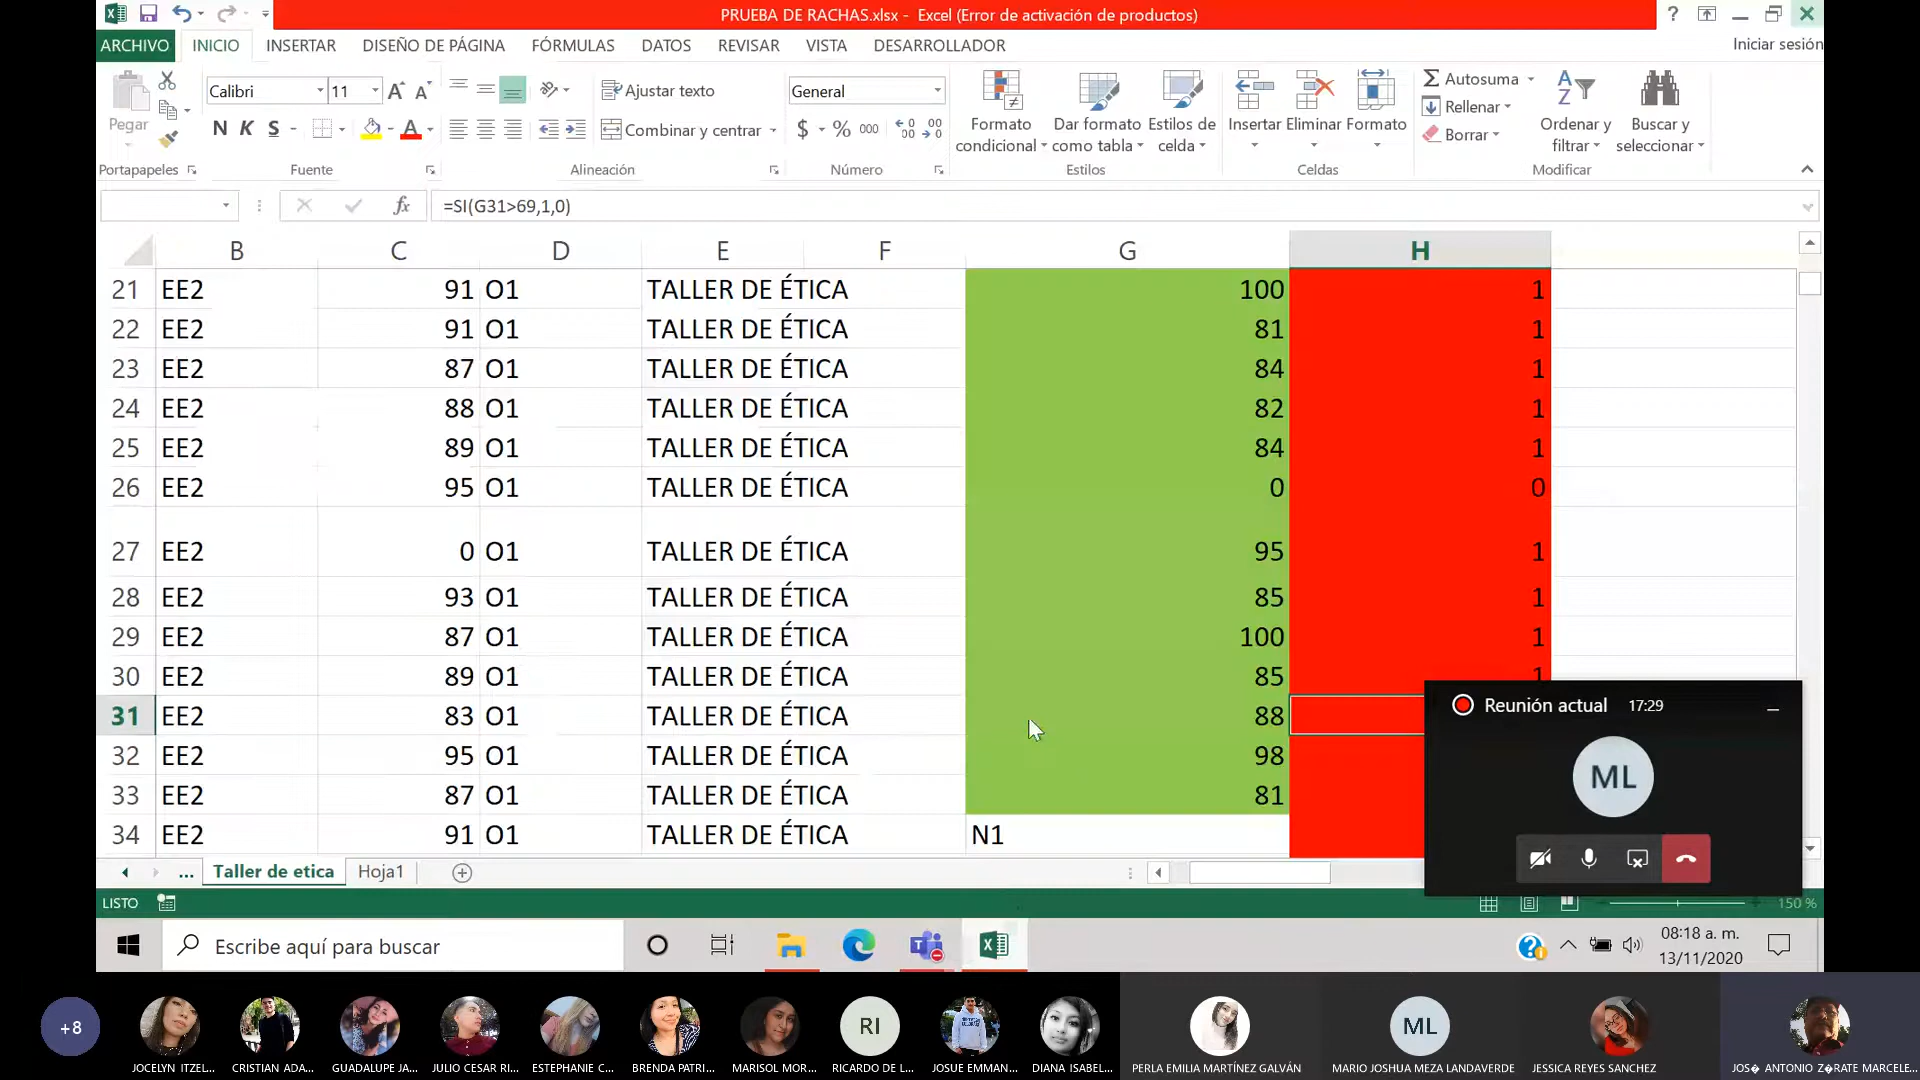 PRUEBA DE RACHAS.xlsx - Excel (Error de activación de productos)
?
ARCHIVO INICIO INSERTAR DISEÑO DE PÁGINA FÓRMULAS DATOS REVISAR VISTA DESARROLLADOR Iniciar sesión
Pegar
Portapapeles
Calibri 11
N K S
Fuente
Ajustar texto
Combinar y centrar
Alineación
General
$ % 000
Número
Formato condicional
Dar formato como tabla
Estilos de celda
Estilos
Insertar Eliminar Formato
Celdas
Autosuma
Rellenar
Borrar
Ordenar y filtrar
Buscar y seleccionar
Modificar
fx =SI(G31>69,1,0)
B C D E F G H
21 EE2 91 O1 TALLER DE ÉTICA 100 1
22 EE2 91 O1 TALLER DE ÉTICA 81 1
23 EE2 87 O1 TALLER DE ÉTICA 84 1
24 EE2 88 O1 TALLER DE ÉTICA 82 1
25 EE2 89 O1 TALLER DE ÉTICA 84 1
26 EE2 95 O1 TALLER DE ÉTICA 0 0
27 EE2 0 O1 TALLER DE ÉTICA 95 1
28 EE2 93 O1 TALLER DE ÉTICA 85 1
29 EE2 87 O1 TALLER DE ÉTICA 100 1
30 EE2 89 O1 TALLER DE ÉTICA 85 1
31 EE2 83 O1 TALLER DE ÉTICA 88
32 EE2 95 O1 TALLER DE ÉTICA 98
33 EE2 87 O1 TALLER DE ÉTICA 81
34 EE2 91 O1 TALLER DE ÉTICA N1
Reunión actual 17:29
ML
... Taller de etica Hoja1
LISTO 150 %
Escribe aquí para buscar
08:18 a. m.
13/11/2020
+8
RI
ML
JOCELYN ITZEL...
CRISTIAN ADA...
GUADALUPE JA...
JULIO CESAR RI...
ESTEPHANIE C...
BRENDA PATRI...
MARISOL MOR...
RICARDO DE L...
JOSUE EMMAN...
DIANA ISABEL...
PERLA EMILIA MARTÍNEZ GALVÁN
MARIO JOSHUA MEZA LANDAVERDE
JESSICA REYES SANCHEZ
JOS� ANTONIO Z�RATE MARCELE...